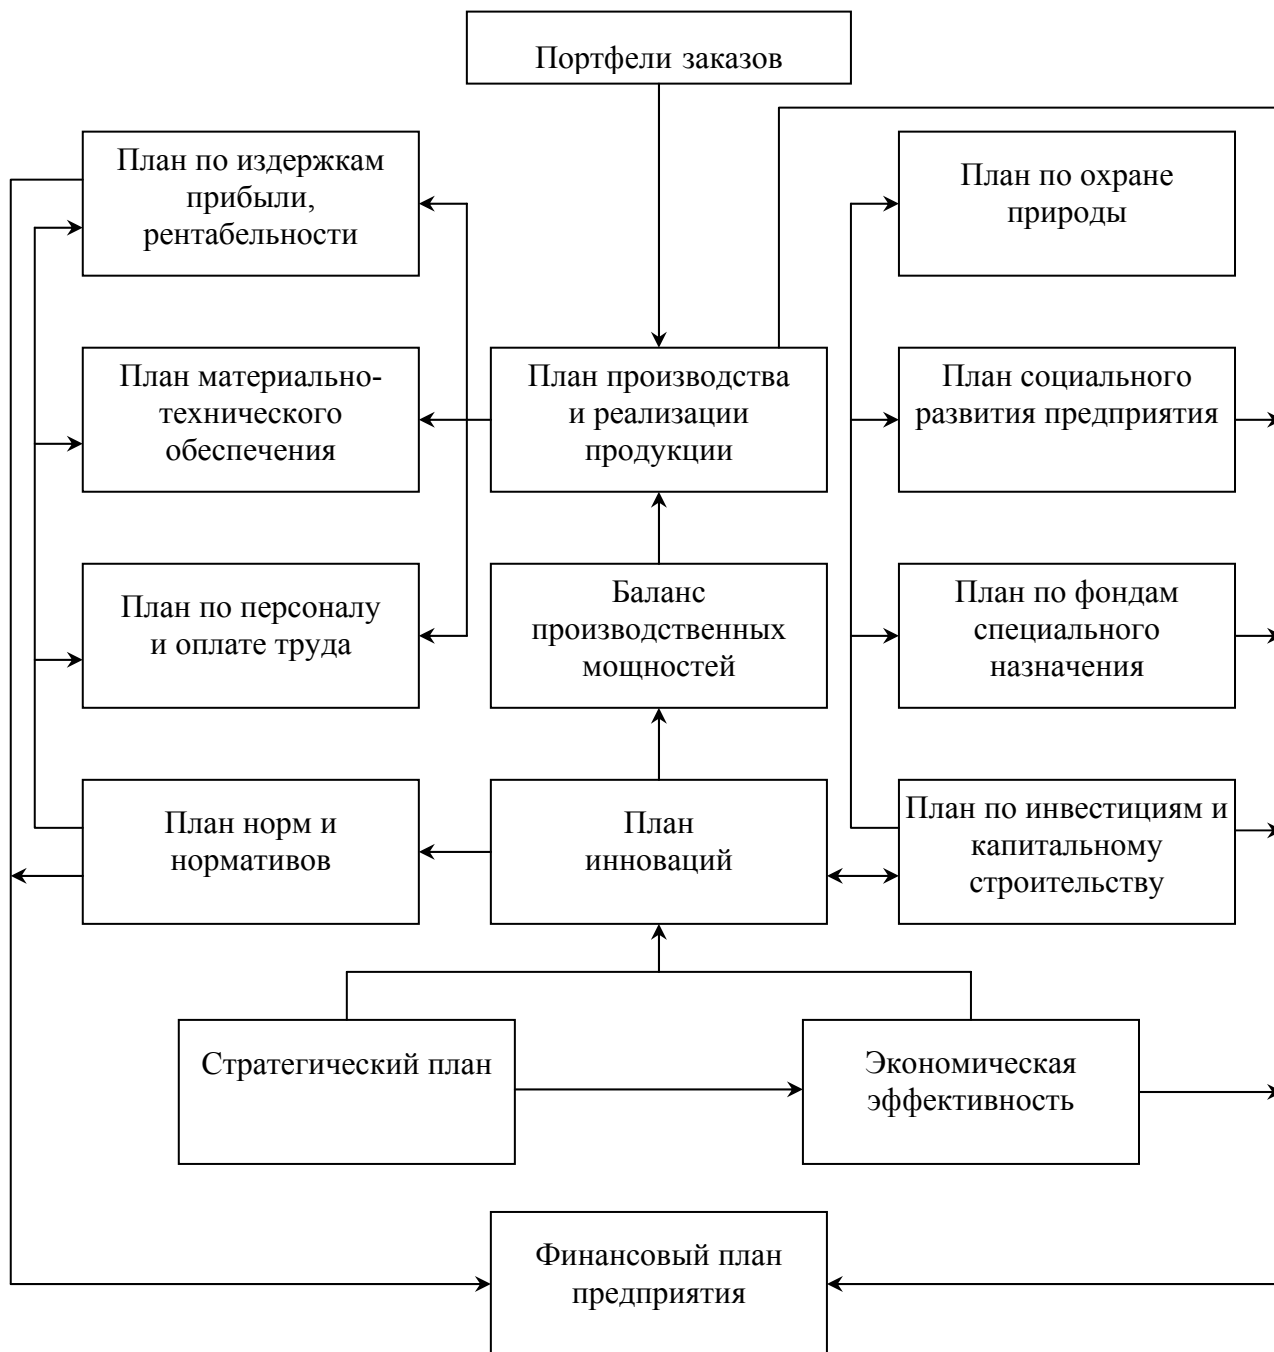 Портфели заказов
План по издержкам
прибыли,
рентабельности
План по охране
природы
План материально-
технического
обеспечения
План производства
и реализации
продукции
План социального
развития предприятия
План по персоналу
и оплате труда
Баланс
производственных
мощностей
План по фондам
специального
назначения
План норм и
нормативов
План
инноваций
План по инвестициям и
капитальному
строительству
Стратегический план
Экономическая
эффективность
Финансовый план
предприятия